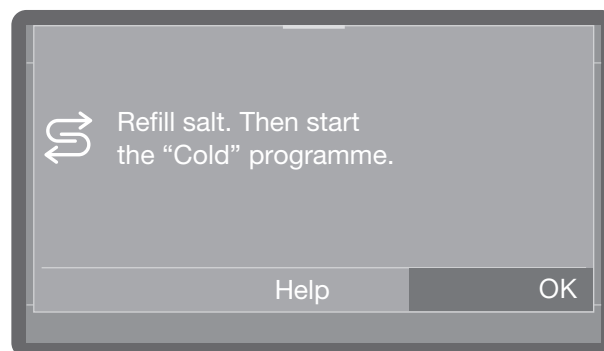 Refill salt. Then start
the “Cold” programme.
Help OK